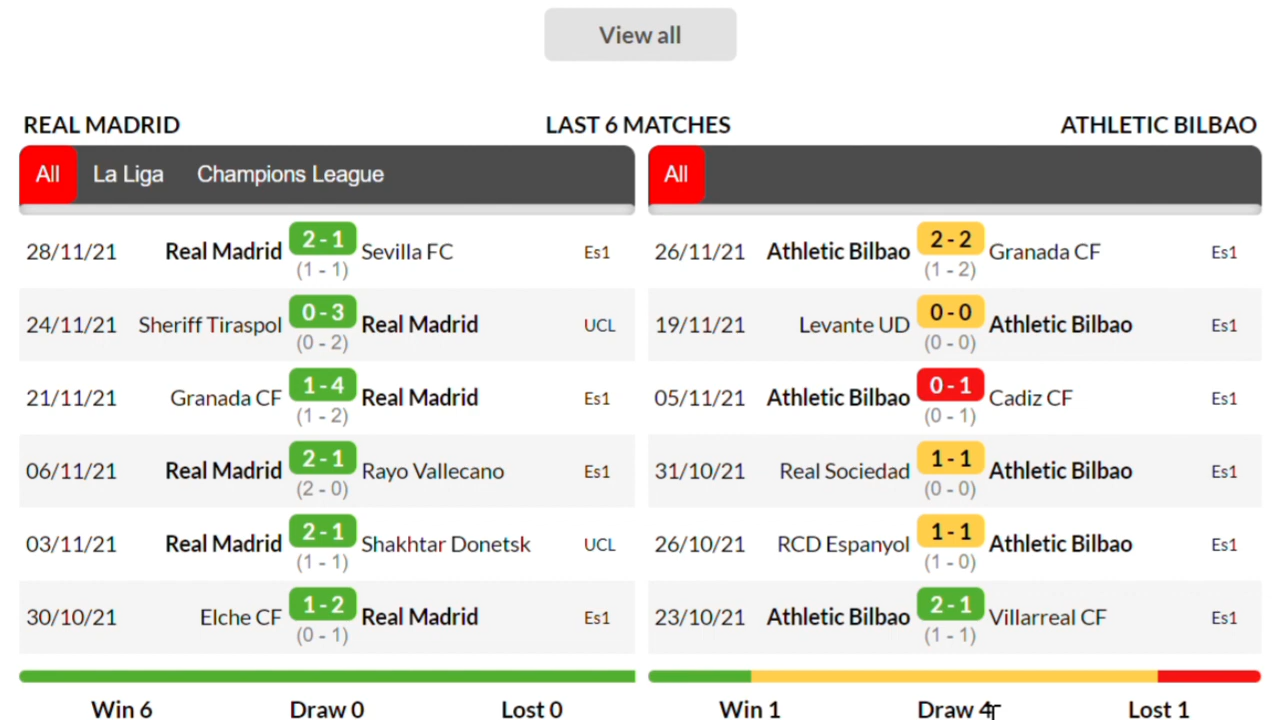 View all
REAL MADRID LAST 6 MATCHES ATHLETIC BILBAO
All La Liga Champions League
28/11/21 Real Madrid 2 - 1 Sevilla FC Es1
(1 - 1)
24/11/21 Sheriff Tiraspol 0 - 3 Real Madrid UCL
(0 - 2)
21/11/21 Granada CF 1 - 4 Real Madrid Es1
(1 - 2)
06/11/21 Real Madrid 2 - 1 Rayo Vallecano Es1
(2 - 0)
03/11/21 Real Madrid 2 - 1 Shakhtar Donetsk UCL
(1 - 1)
30/10/21 Elche CF 1 - 2 Real Madrid Es1
(0 - 1)
Win 6 Draw 0 Lost 0
All
26/11/21 Athletic Bilbao 2 - 2 Granada CF Es1
(1 - 2)
19/11/21 Levante UD 0 - 0 Athletic Bilbao Es1
(0 - 0)
05/11/21 Athletic Bilbao 0 - 1 Cadiz CF Es1
(0 - 1)
31/10/21 Real Sociedad 1 - 1 Athletic Bilbao Es1
(0 - 0)
26/10/21 RCD Espanyol 1 - 1 Athletic Bilbao Es1
(1 - 0)
23/10/21 Athletic Bilbao 2 - 1 Villarreal CF Es1
(1 - 1)
Win 1 Draw 4 Lost 1